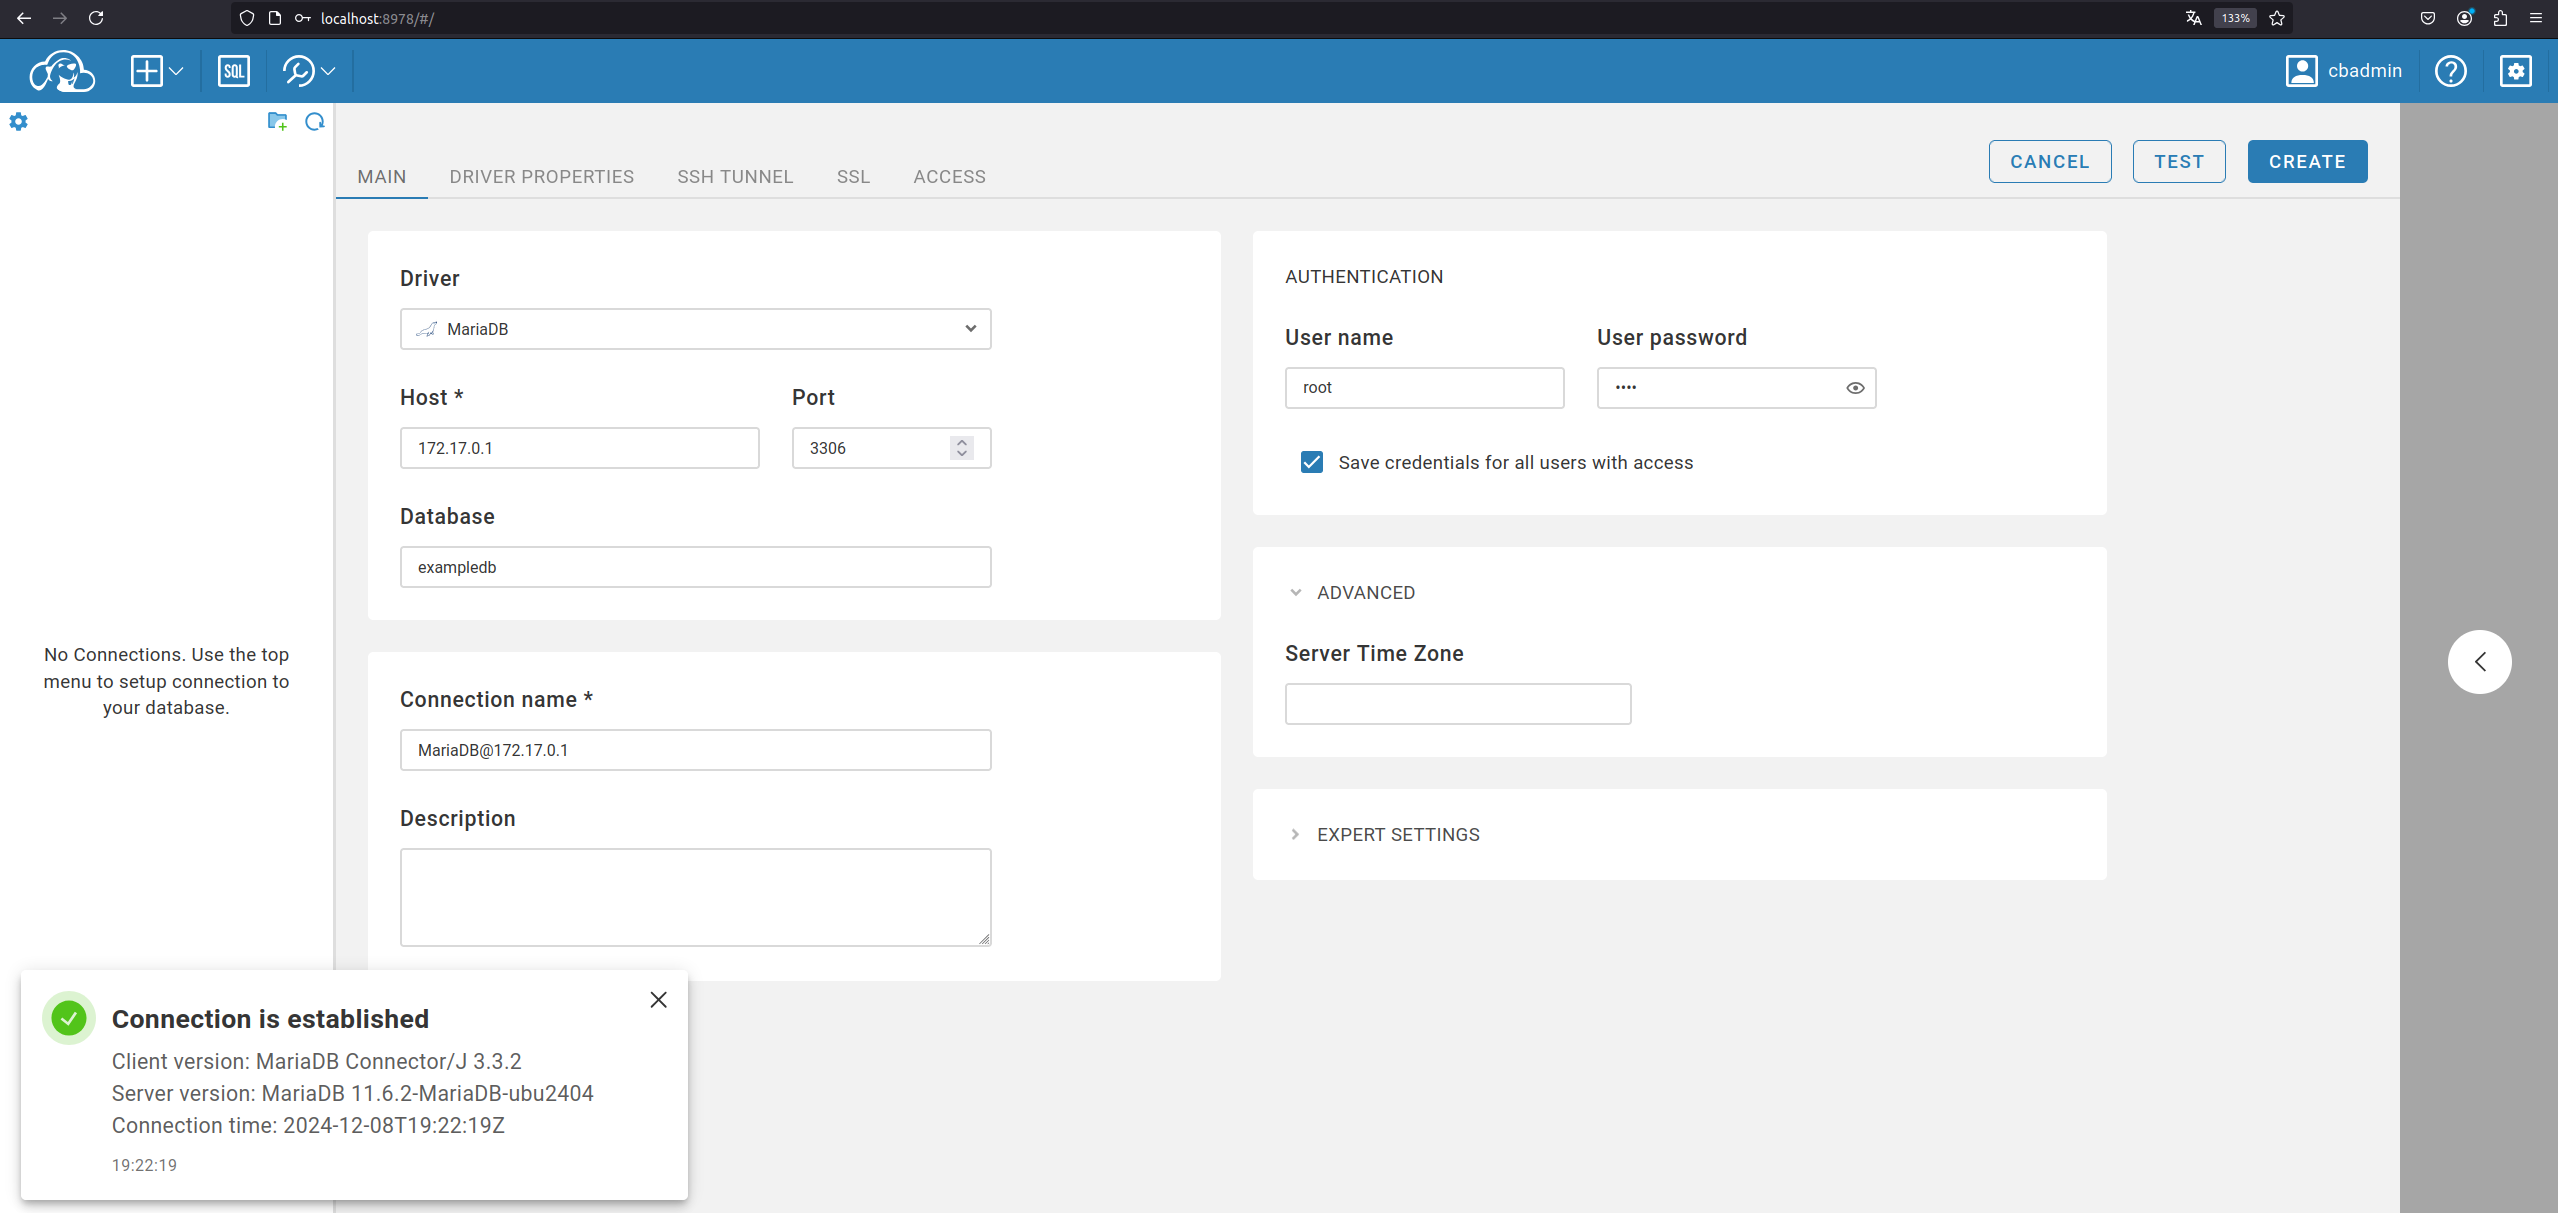 localhost:8978/#/
133%
SQL
cbadmin
MAIN
DRIVER PROPERTIES
SSH TUNNEL
SSL
ACCESS
CANCEL
TEST
CREATE
Driver
MariaDB
Host *
Port
172.17.0.1
3306
Database
exampledb
Connection name *
MariaDB@172.17.0.1
Description
AUTHENTICATION
User name
User password
root
••••
Save credentials for all users with access
ADVANCED
Server Time Zone
EXPERT SETTINGS
No Connections. Use the top
menu to setup connection to
your database.
Connection is established
Client version: MariaDB Connector/J 3.3.2
Server version: MariaDB 11.6.2-MariaDB-ubu2404
Connection time: 2024-12-08T19:22:19Z
19:22:19